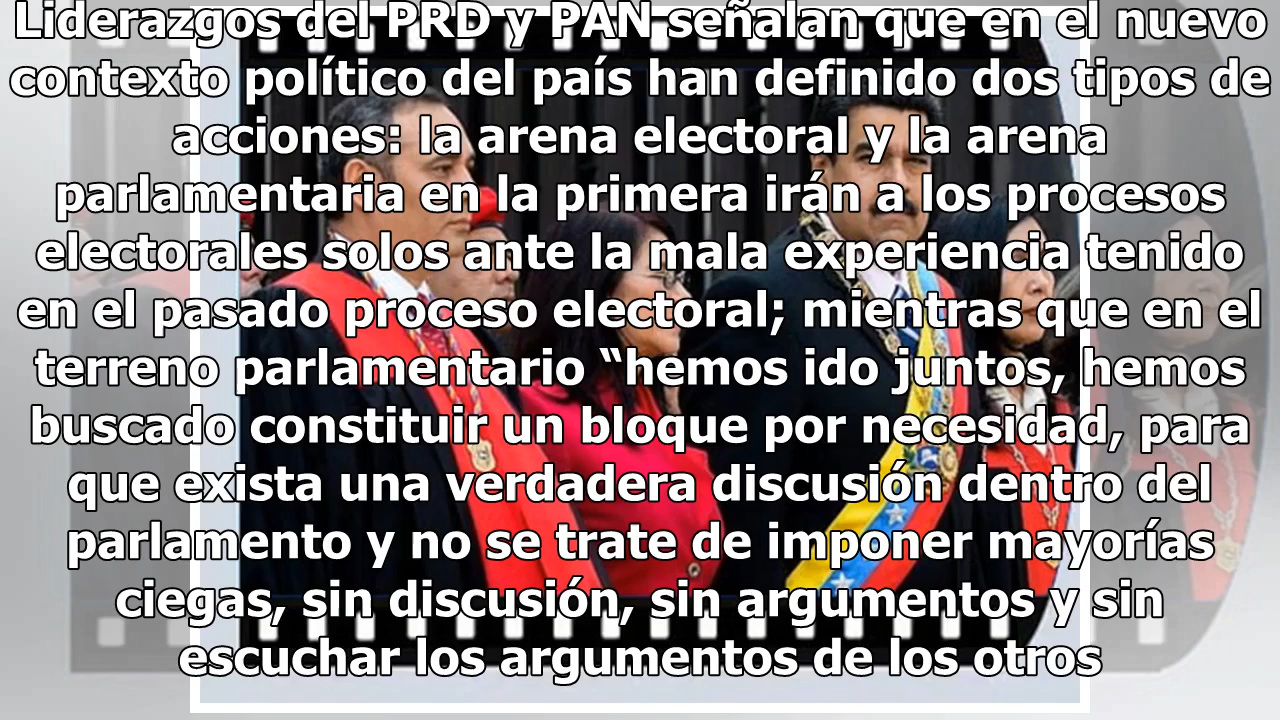 Liderazgos del PRD y PAN señalan que en el nuevo
contexto político del país han definido dos tipos de
acciones: la arena electoral y la arena
parlamentaria en la primera irán a los procesos
electorales solos ante la mala experiencia tenido
en el pasado proceso electoral; mientras que en el
terreno parlamentario “hemos ido juntos, hemos
buscado constituir un bloque por necesidad, para
que exista una verdadera discusión dentro del
parlamento y no se trate de imponer mayorías
ciegas, sin discusión, sin argumentos y sin
escuchar los argumentos de los otros